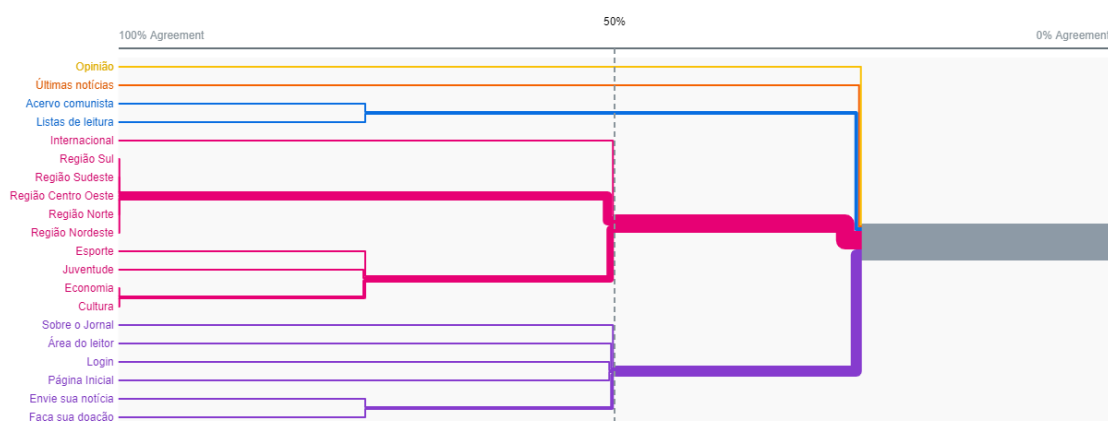 50%
100% Agreement
0% Agreement
Opinião
Últimas notícias
Acervo comunista
Listas de leitura
Internacional
Região Sul
Região Sudeste
Região Centro Oeste
Região Norte
Região Nordeste
Esporte
Juventude
Economia
Cultura
Sobre o Jornal
Área do leitor
Login
Página Inicial
Envie sua notícia
Faça sua doação